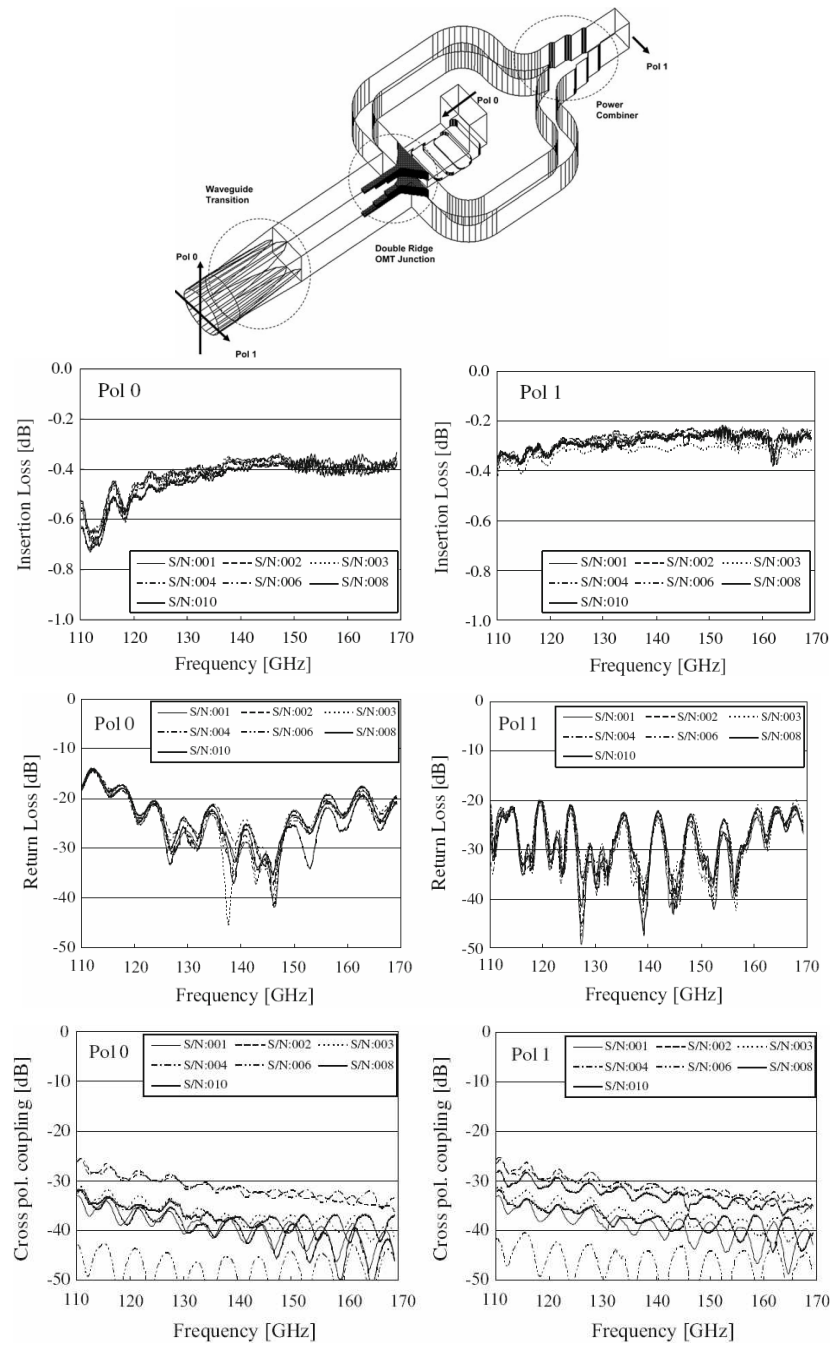 Pol 1
Power
Combiner
Pol 0
Waveguide
Transition
Double Ridge
OMT Junction
Pol 0
Pol 1
Pol 0
Insertion Loss [dB]
0.0
-0.2
-0.4
-0.6
-0.8
-1.0
S/N:001 S/N:002 S/N:003
S/N:004 S/N:006 S/N:008
S/N:010
110 120 130 140 150 160 170
Frequency [GHz]
Pol 1
Insertion Loss [dB]
0.0
-0.2
-0.4
-0.6
-0.8
-1.0
S/N:001 S/N:002 S/N:003
S/N:004 S/N:006 S/N:008
S/N:010
110 120 130 140 150 160 170
Frequency [GHz]
Pol 0
Return Loss [dB]
0
-10
-20
-30
-40
-50
S/N:001 S/N:002 S/N:003
S/N:004 S/N:006 S/N:008
S/N:010
110 120 130 140 150 160 170
Frequency [GHz]
Pol 1
Return Loss [dB]
0
-10
-20
-30
-40
-50
S/N:001 S/N:002 S/N:003
S/N:004 S/N:006 S/N:008
S/N:010
110 120 130 140 150 160 170
Frequency [GHz]
Pol 0
Cross pol. coupling [dB]
0
-10
-20
-30
-40
-50
S/N:001 S/N:002 S/N:003
S/N:004 S/N:006 S/N:008
S/N:010
110 120 130 140 150 160 170
Frequency [GHz]
Pol 1
Cross pol. coupling [dB]
0
-10
-20
-30
-40
-50
S/N:001 S/N:002 S/N:003
S/N:004 S/N:006 S/N:008
S/N:010
110 120 130 140 150 160 170
Frequency [GHz]